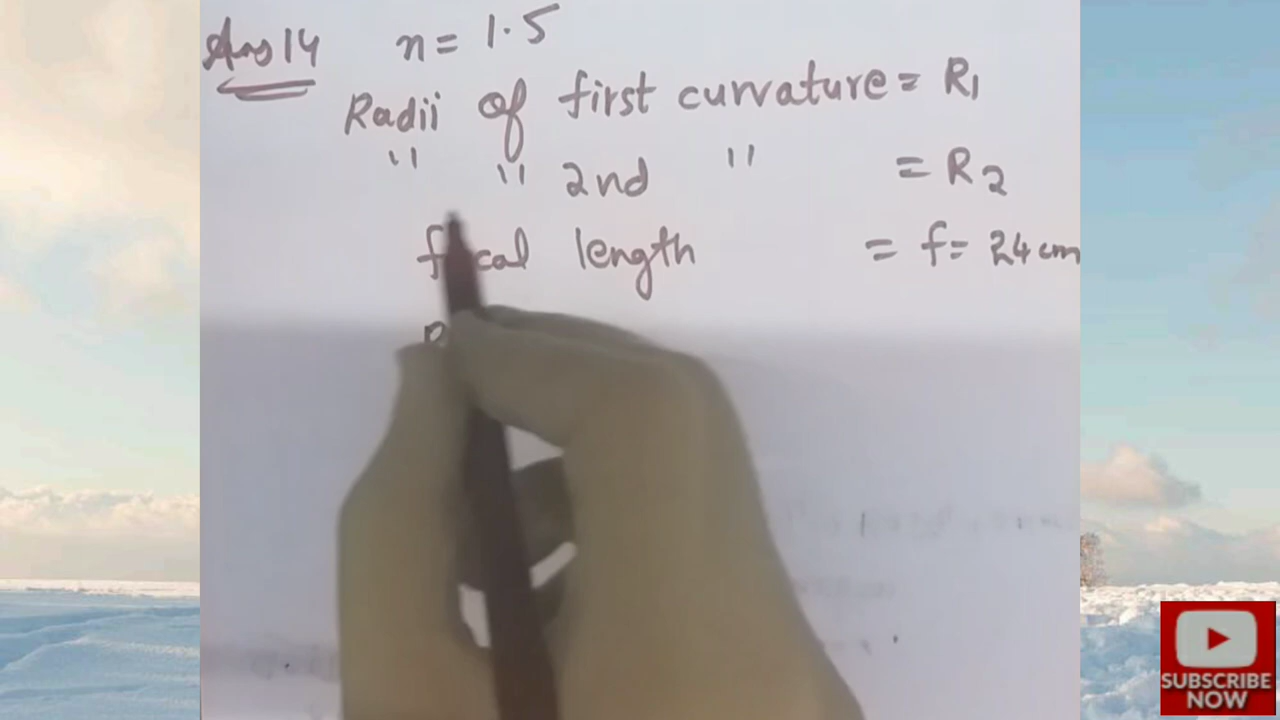 Ans 14 n = 1.5
Radii of first curvature = R1
" " 2nd " = R2
focal length = f = 24 cm
SUBSCRIBE
NOW